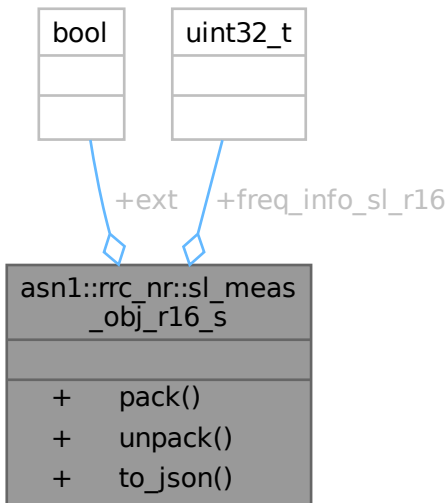 bool
uint32_t
+ext
+freq_info_sl_r16
asn1::rrc_nr::sl_meas
_obj_r16_s
+ pack()
+ unpack()
+ to_json()